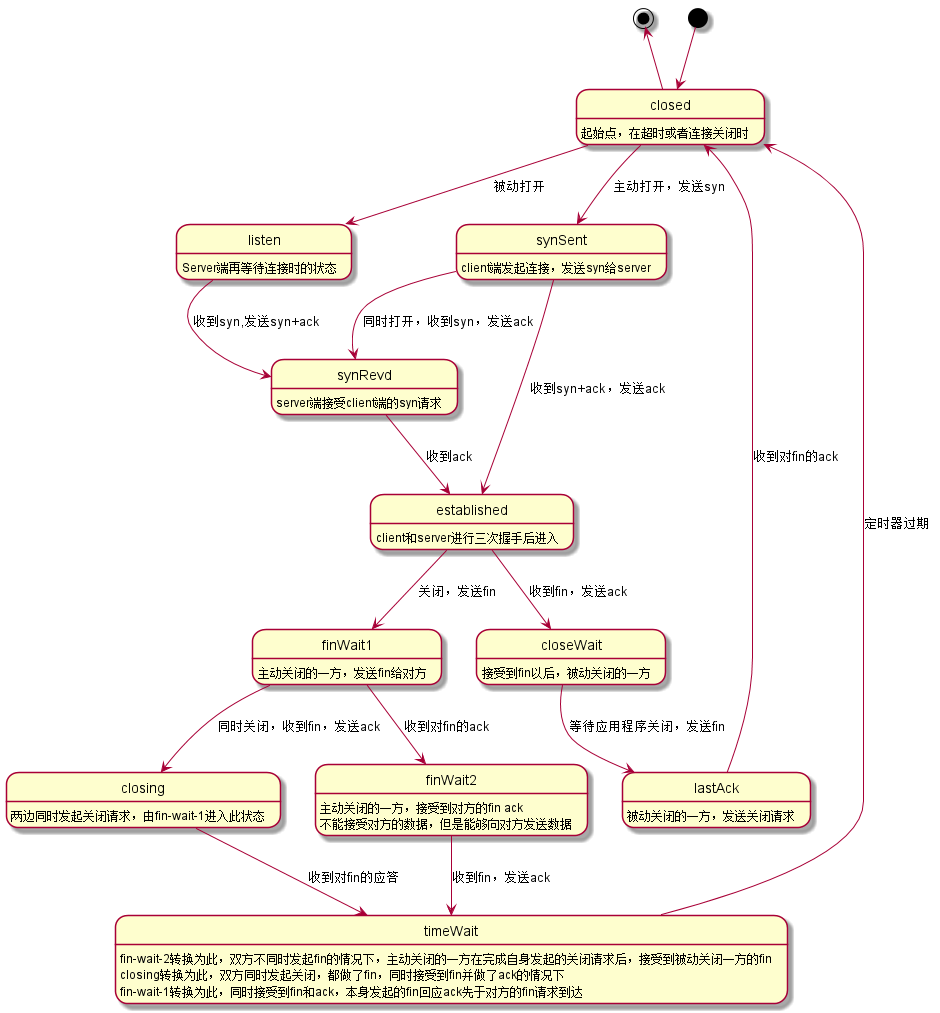 closed
起始点，在超时或者连接关闭时
被动打开
主动打开，发送syn
listen
Server端再等待连接时的状态
synSent
client端发起连接，发送syn给server
收到syn,发送syn+ack
同时打开，收到syn，发送ack
synRevd
server端接受client端的syn请求
收到syn+ack，发送ack
收到ack
收到对fin的ack
established
client和server进行三次握手后进入
定时器过期
关闭，发送fin
收到fin，发送ack
finWait1
主动关闭的一方，发送fin给对方
closeWait
接受到fin以后，被动关闭的一方
同时关闭，收到fin，发送ack
收到对fin的ack
等待应用程序关闭，发送fin
closing
两边同时发起关闭请求，由fin-wait-1进入此状态
finWait2
主动关闭的一方，接受到对方的fin ack
不能接受对方的数据，但是能够向对方发送数据
lastAck
被动关闭的一方，发送关闭请求
收到对fin的应答
收到fin，发送ack
timeWait
fin-wait-2转换为此，双方不同时发起fin的情况下，主动关闭的一方在完成自身发起的关闭请求后，接受到被动关闭一方的fin
closing转换为此，双方同时发起关闭，都做了fin，同时接受到fin并做了ack的情况下
fin-wait-1转换为此，同时接受到fin和ack，本身发起的fin回应ack先于对方的fin请求到达